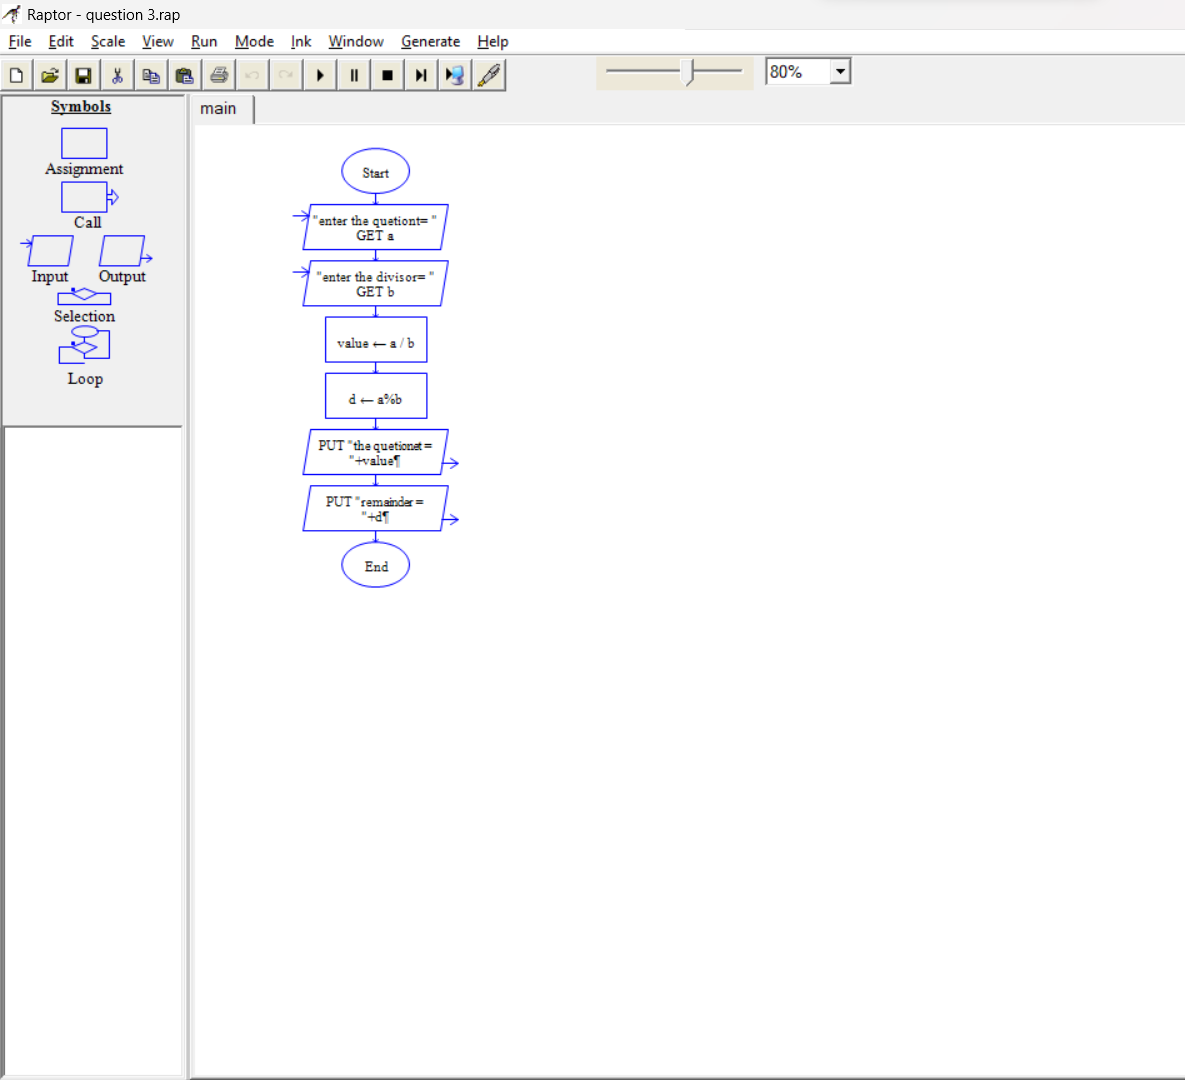 Raptor - question 3.rap
File Edit Scale View Run Mode Ink Window Generate Help
80%
Symbols
Assignment
Call
Input Output
Selection
Loop
main
Start
"enter the quetiont= "
GET a
"enter the divisor= "
GET b
value ← a / b
d ← a%b
PUT "the quetionet =
"+value¶
PUT "remainder =
"+d¶
End